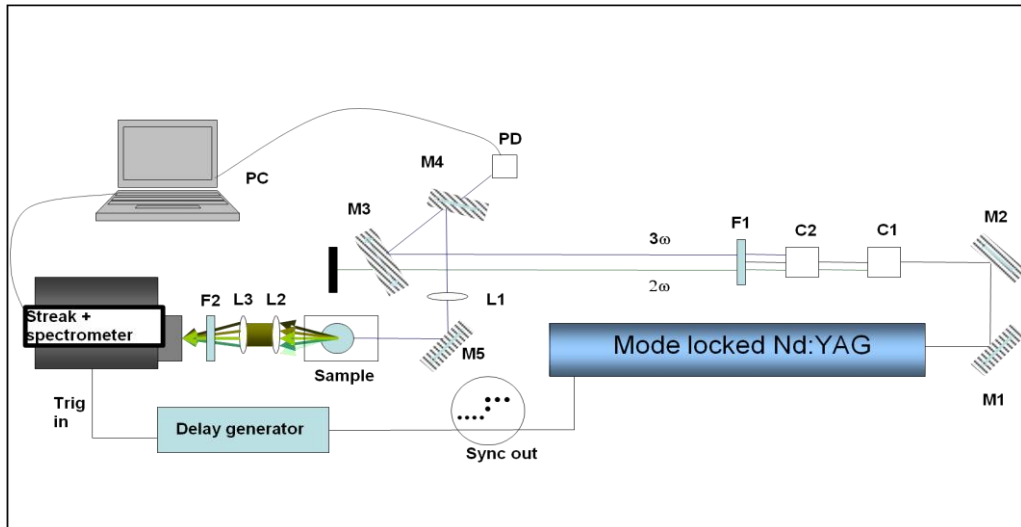 PD
M4
PC
M3
3ω
F1
C2
C1
M2
2ω
L1
F2
L3
L2
Streak +
spectrometer
M5
Mode locked Nd:YAG
Sample
M1
Trig
in
Delay generator
Sync out